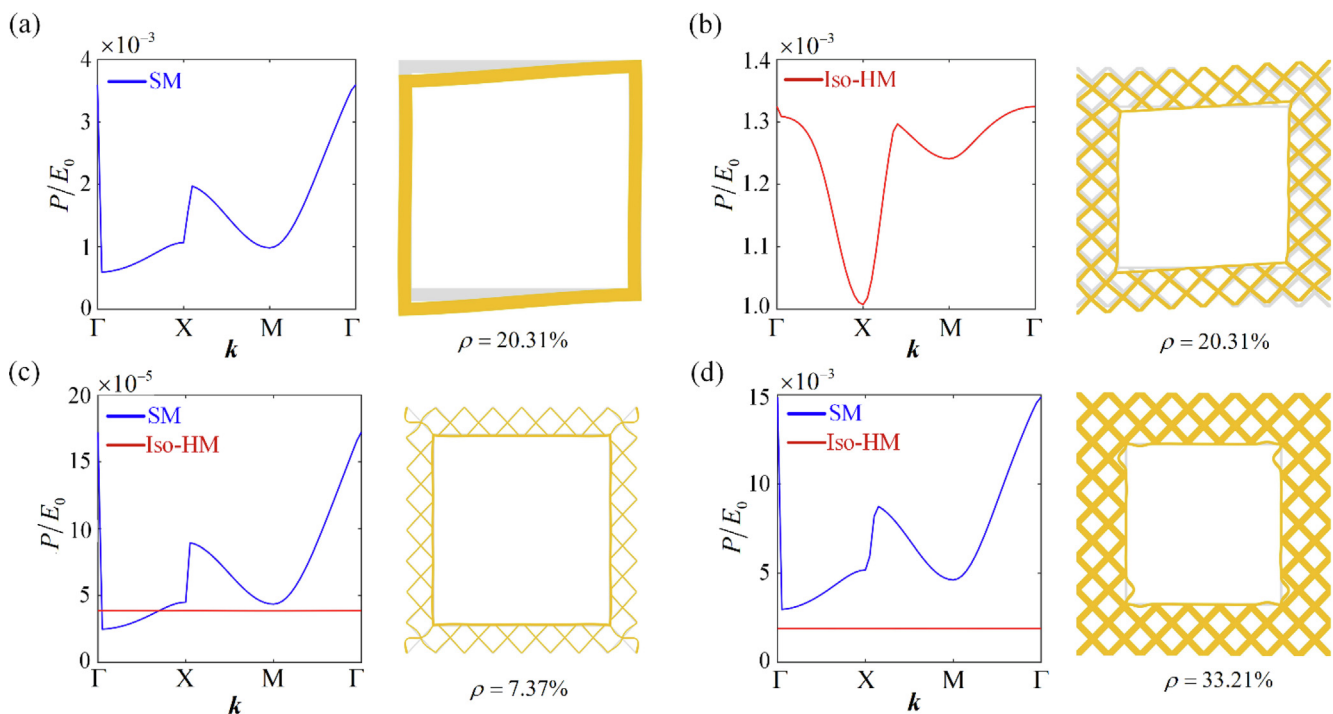 (a)
×10⁻³
4
3
2
1
0
P/E₀
SM
Γ X M Γ
k
ρ = 20.31%
(b)
×10⁻³
1.4
1.3
1.2
1.1
1.0
P/E₀
Iso-HM
Γ X M Γ
k
ρ = 20.31%
(c)
×10⁻⁵
20
15
10
5
0
P/E₀
SM
Iso-HM
Γ X M Γ
k
ρ = 7.37%
(d)
×10⁻³
15
10
5
0
P/E₀
SM
Iso-HM
Γ X M Γ
k
ρ = 33.21%